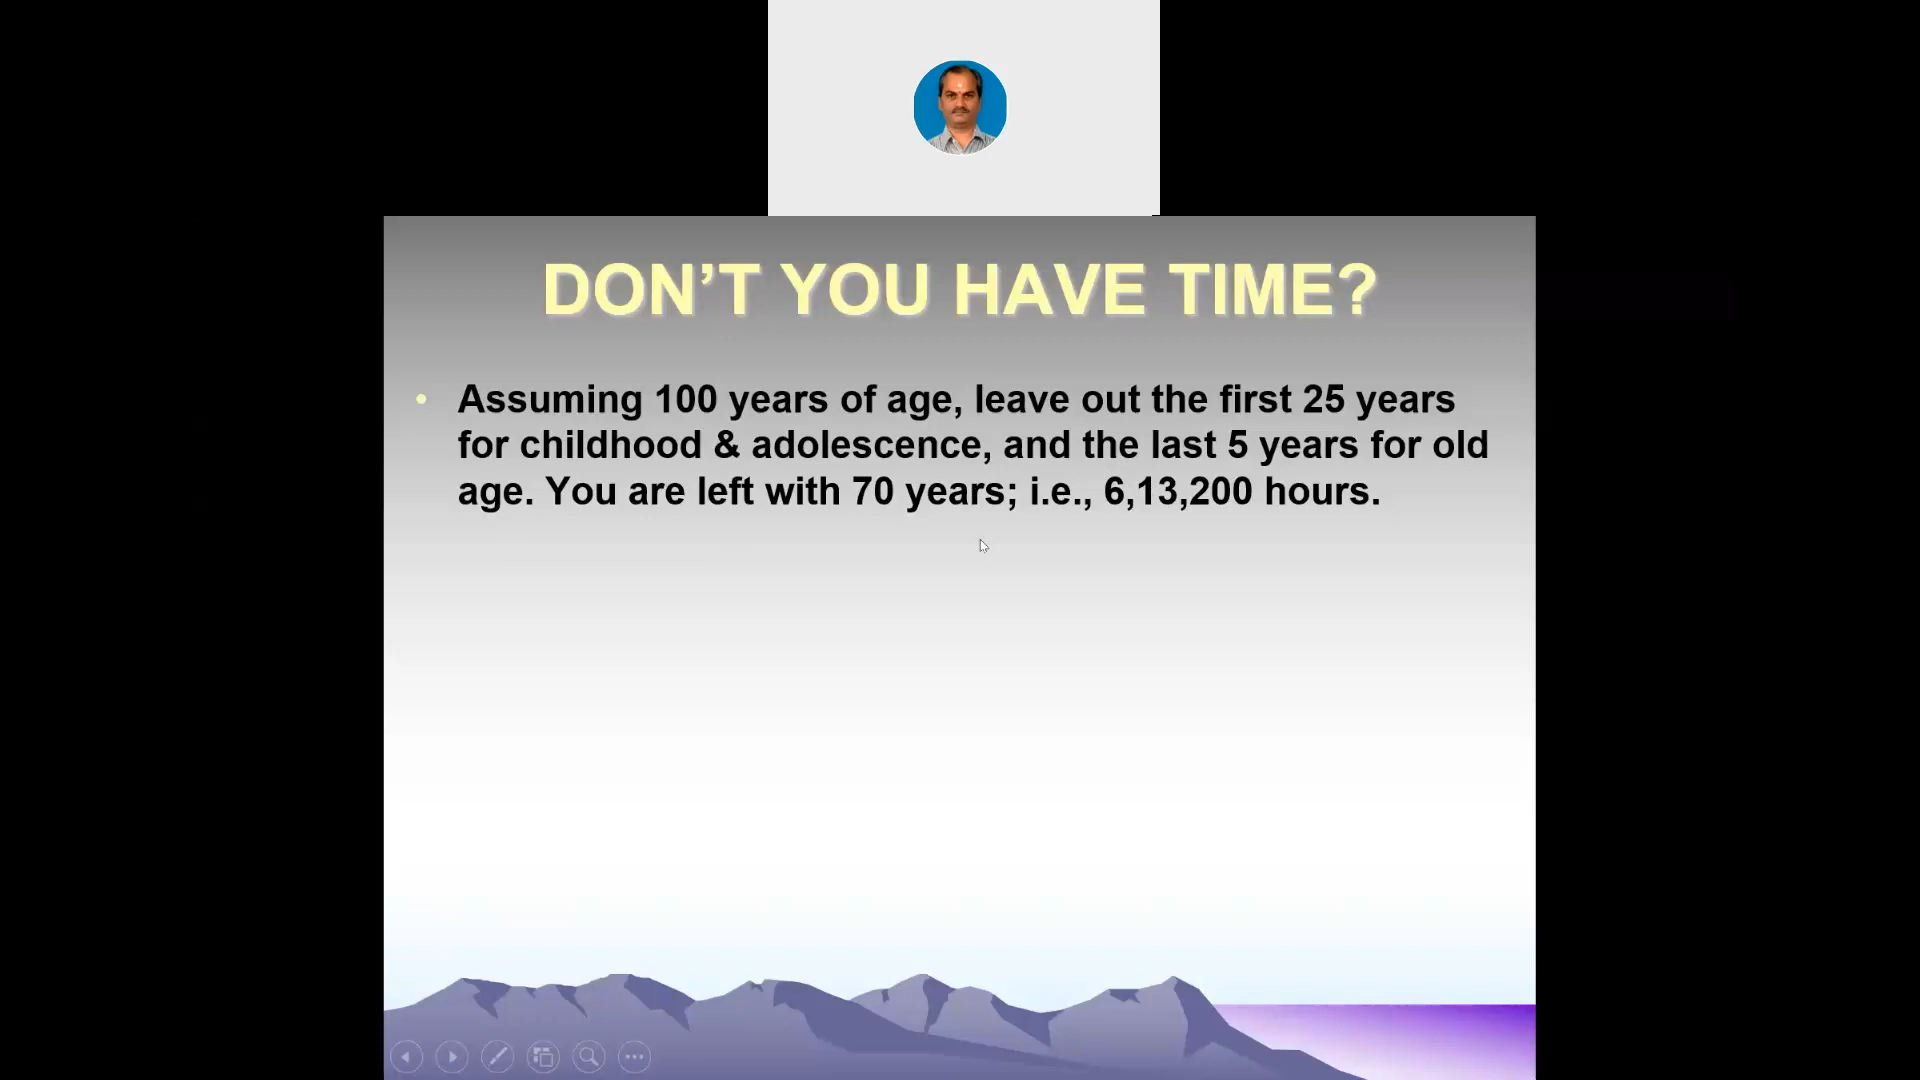 DON’T YOU HAVE TIME?
• Assuming 100 years of age, leave out the first 25 years
for childhood & adolescence, and the last 5 years for old
age. You are left with 70 years; i.e., 6,13,200 hours.